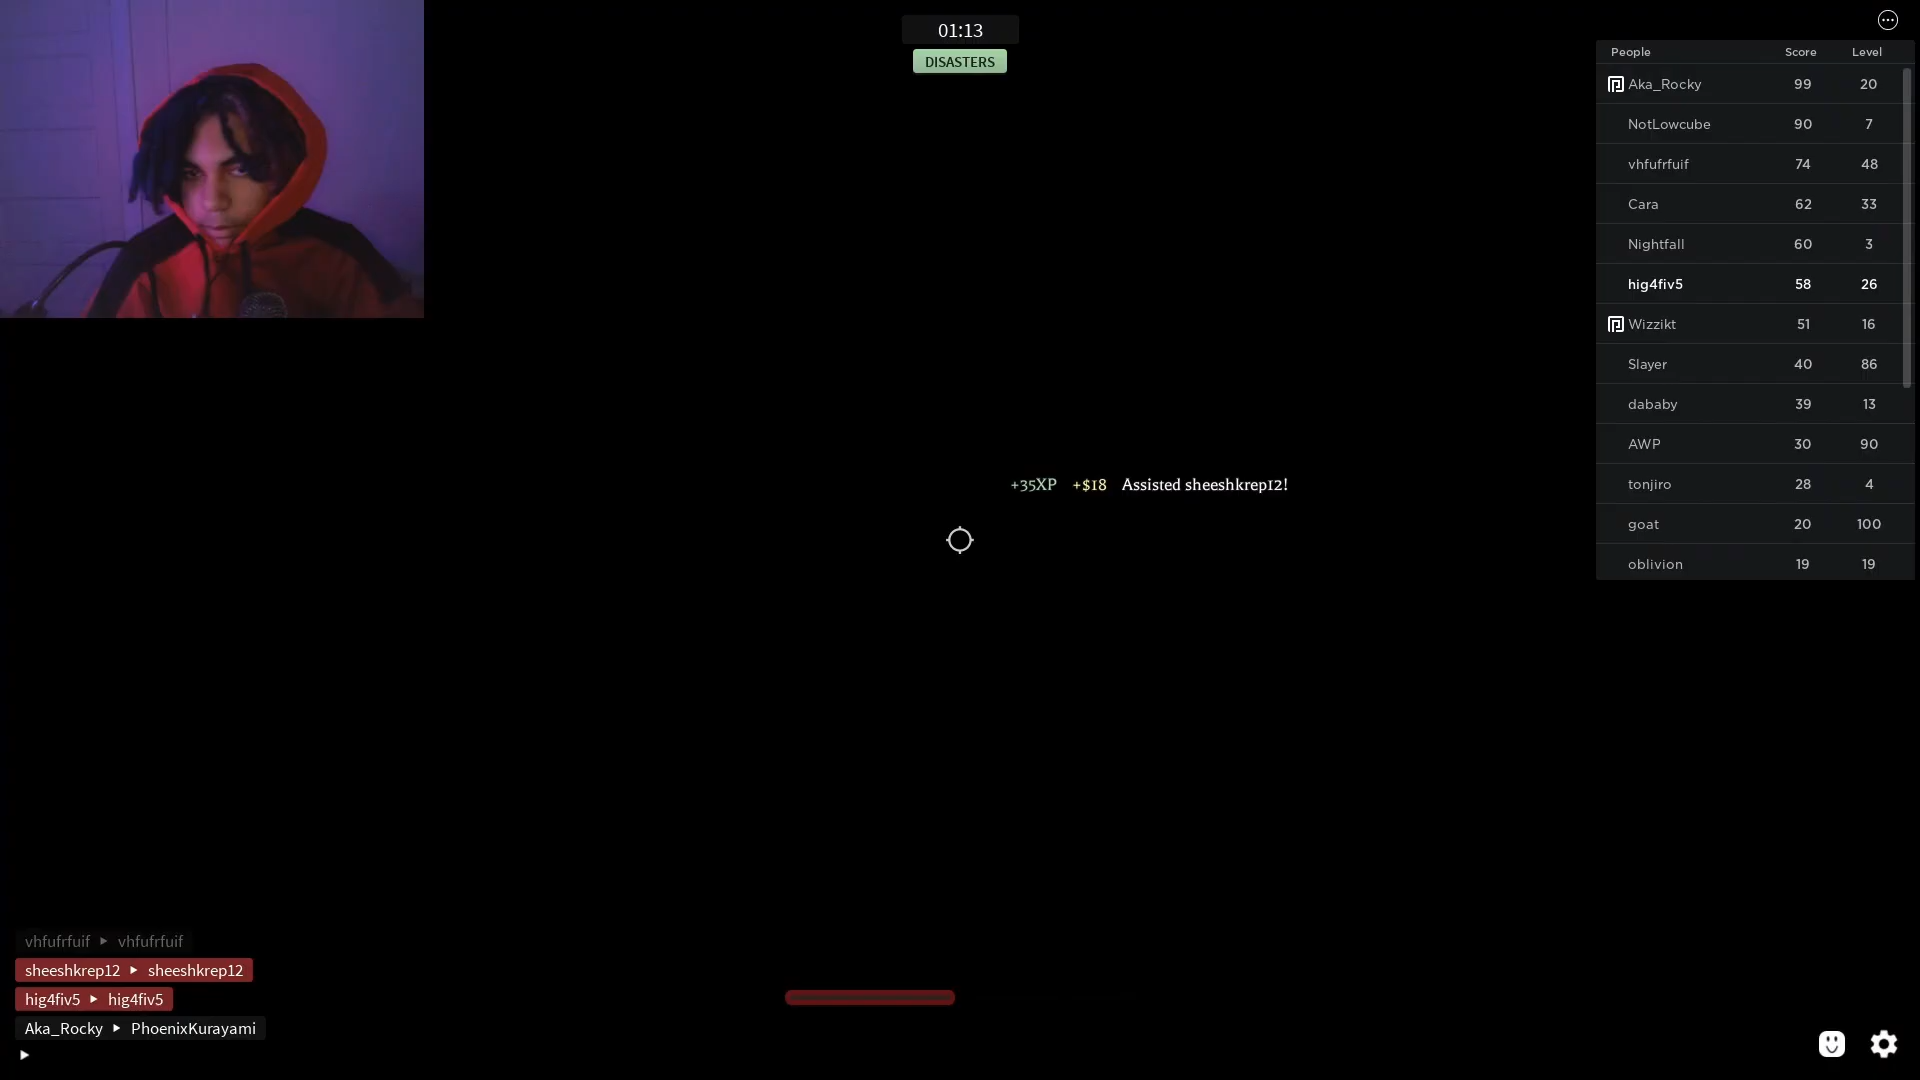 01:13
DISASTERS
People Score Level
Aka_Rocky 99 20
NotLowcube 90 7
vhfufrfuif 74 48
Cara 62 33
Nightfall 60 3
hig4fiv5 58 26
Wizzikt 51 16
Slayer 40 86
dababy 39 13
AWP 30 90
tonjiro 28 4
goat 20 100
oblivion 19 19
+35XP +$18 Assisted sheeshkrep12!
vhfufrfuif ▸ vhfufrfuif
sheeshkrep12 ▸ sheeshkrep12
hig4fiv5 ▸ hig4fiv5
Aka_Rocky ▸ PhoenixKurayami